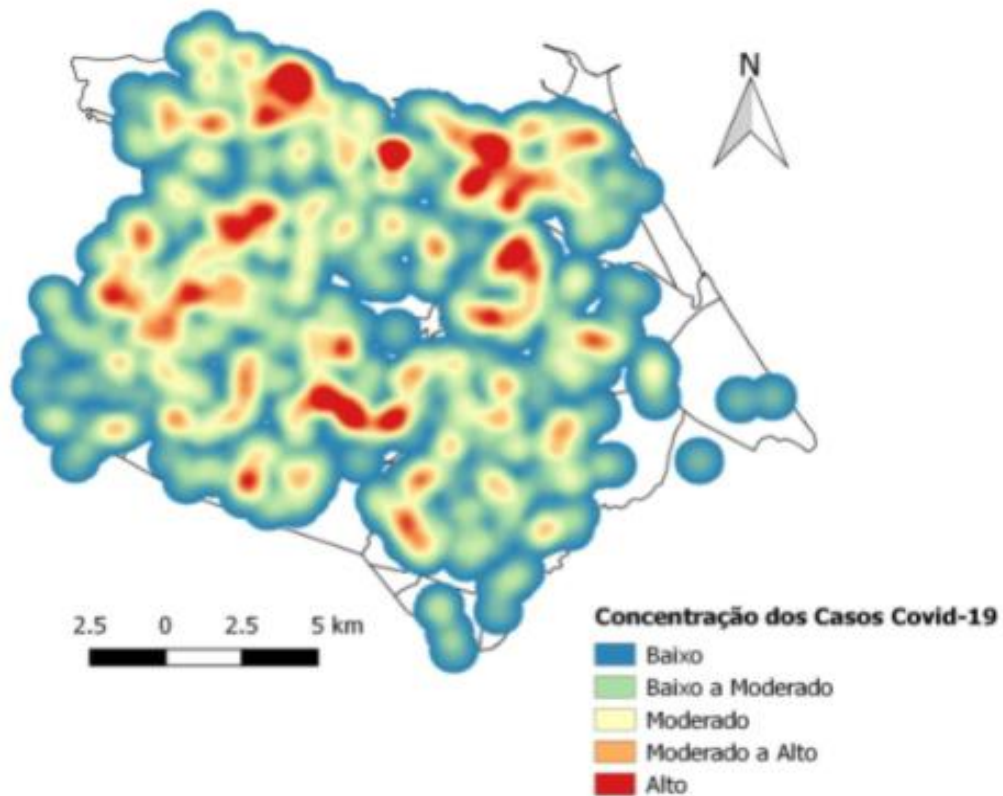 N
2.5 0 2.5 5 km
Concentração dos Casos Covid-19
Baixo
Baixo a Moderado
Moderado
Moderado a Alto
Alto